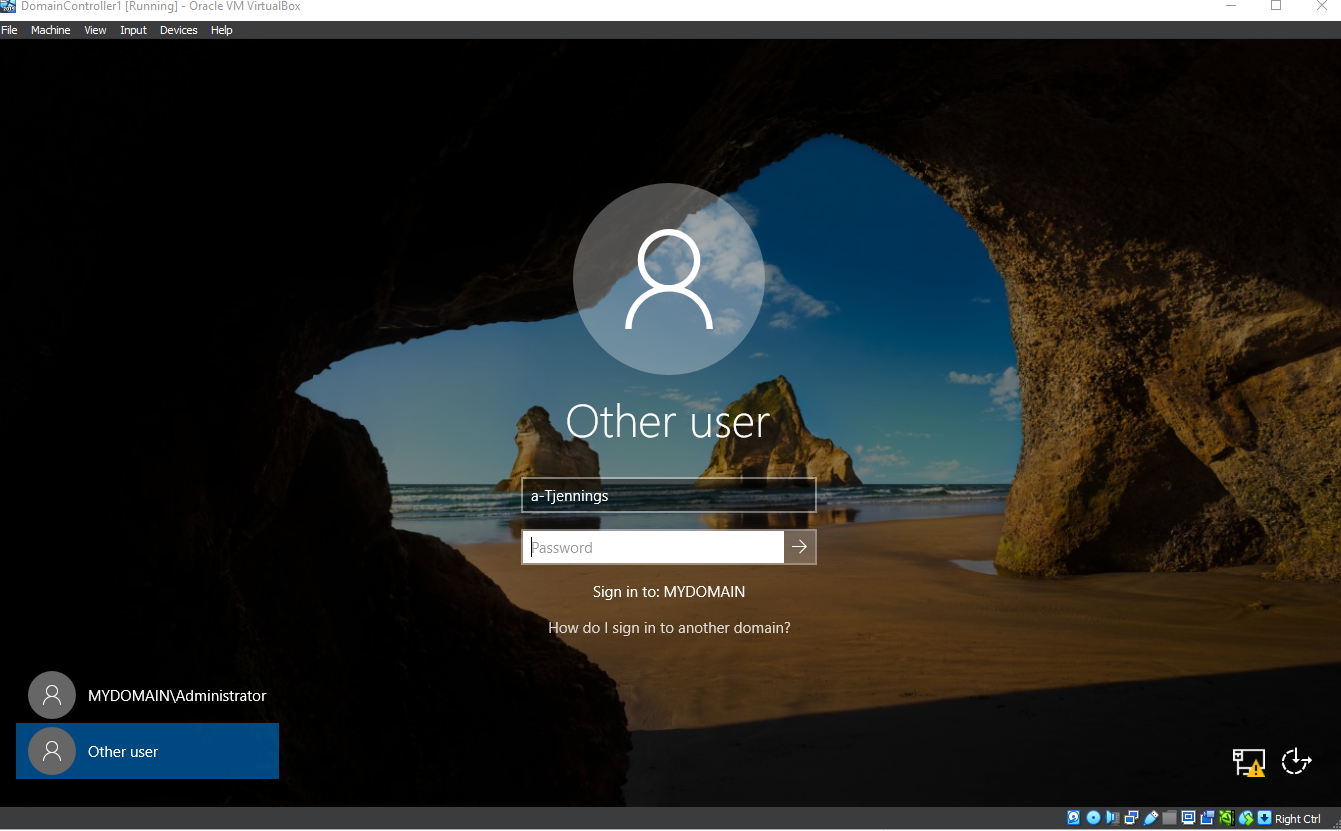 DomainController1 [Running] - Oracle VM VirtualBox
File Machine View Input Devices Help
Other user
a-Tjennings
Password
Sign in to: MYDOMAIN
How do I sign in to another domain?
MYDOMAIN\Administrator
Other user
Right Ctrl